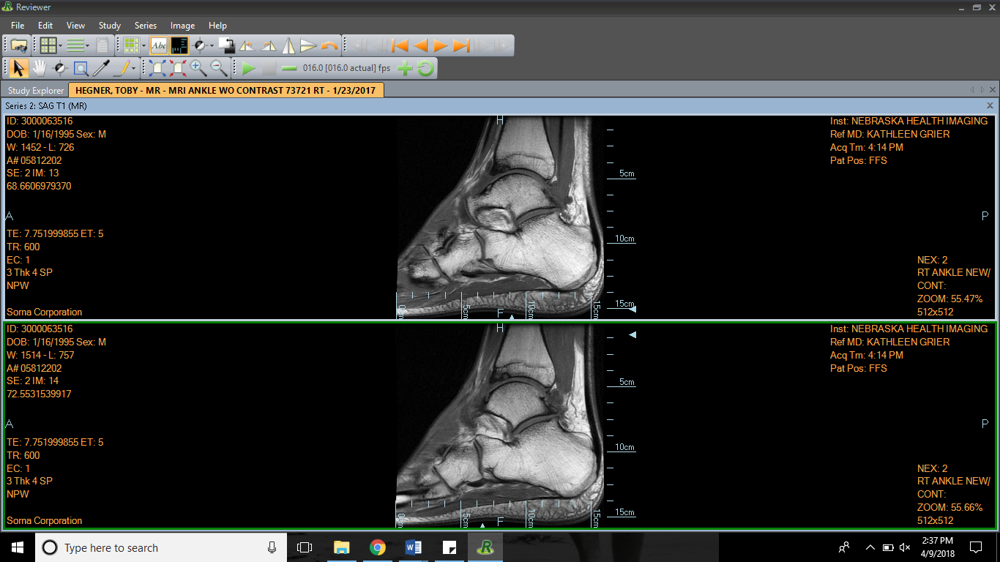 Reviewer
File Edit View Study Series Image Help
Abc
016.0 [016.0 actual] fps
Study Explorer HEGNER, TOBY - MR - MRI ANKLE WO CONTRAST 73721 RT - 1/23/2017
Series 2: SAG T1 (MR)
ID: 3000063516
DOB: 1/16/1995 Sex: M
W: 1452 - L: 726
A# 05812202
SE: 2 IM: 13
68.6606979370
A
TE: 7.751999855 ET: 5
TR: 600
EC: 1
3 Thk 4 SP
NPW
Sorna Corporation
H
5cm
10cm
15cm
0cm 5cm 10cm 15cm
F
Inst: NEBRASKA HEALTH IMAGING
Ref MD: KATHLEEN GRIER
Acq Tm: 4:14 PM
Pat Pos: FFS
P
NEX: 2
RT ANKLE NEW/
CONT:
ZOOM: 55.47%
512x512
ID: 3000063516
DOB: 1/16/1995 Sex: M
W: 1514 - L: 757
A# 05812202
SE: 2 IM: 14
72.5531539917
A
TE: 7.751999855 ET: 5
TR: 600
EC: 1
3 Thk 4 SP
NPW
Sorna Corporation
H
5cm
10cm
15cm
0cm 5cm 10cm 15cm
F
Inst: NEBRASKA HEALTH IMAGING
Ref MD: KATHLEEN GRIER
Acq Tm: 4:14 PM
Pat Pos: FFS
P
NEX: 2
RT ANKLE NEW/
CONT:
ZOOM: 55.66%
512x512
Type here to search
2:37 PM
4/9/2018